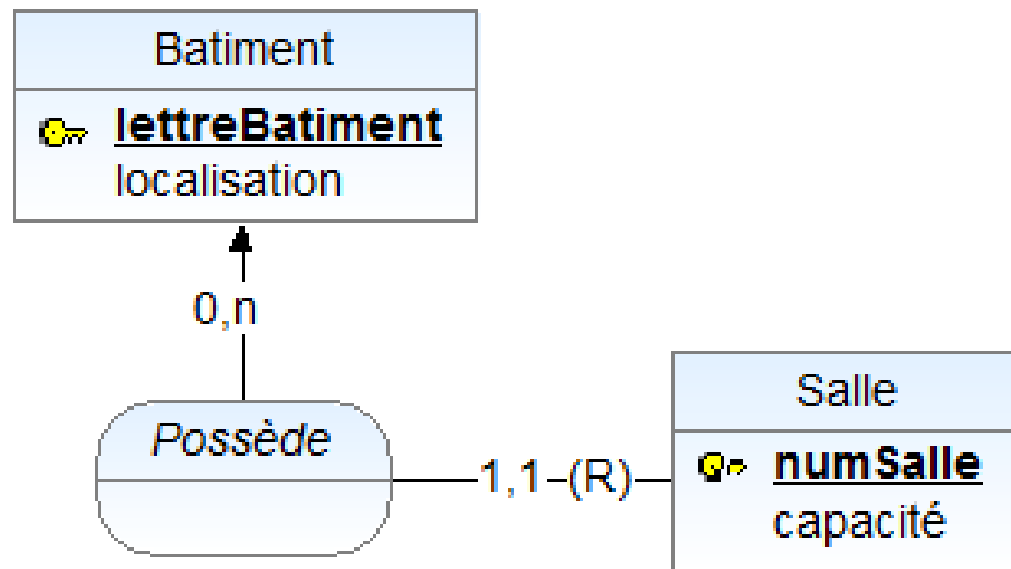 Batiment
lettreBatiment
localisation
0,n
Possède
1,1-(R)
Salle
numSalle
capacité